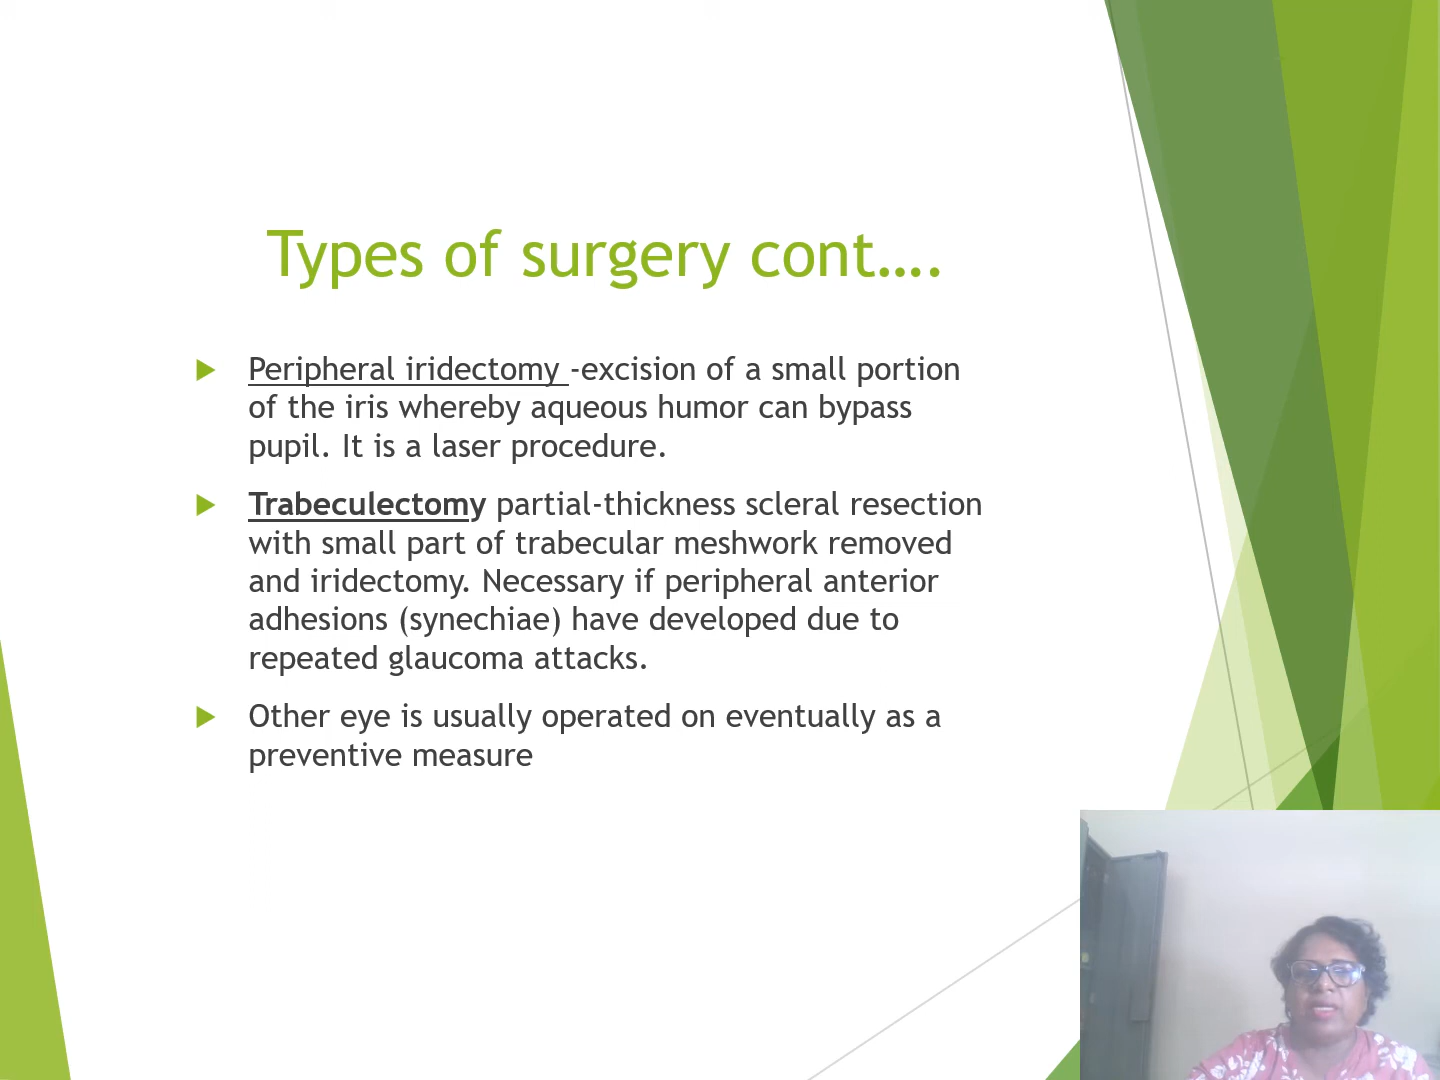 Types of surgery cont….
Peripheral iridectomy -excision of a small portion
of the iris whereby aqueous humor can bypass
pupil. It is a laser procedure.
Trabeculectomy partial-thickness scleral resection
with small part of trabecular meshwork removed
and iridectomy. Necessary if peripheral anterior
adhesions (synechiae) have developed due to
repeated glaucoma attacks.
Other eye is usually operated on eventually as a
preventive measure